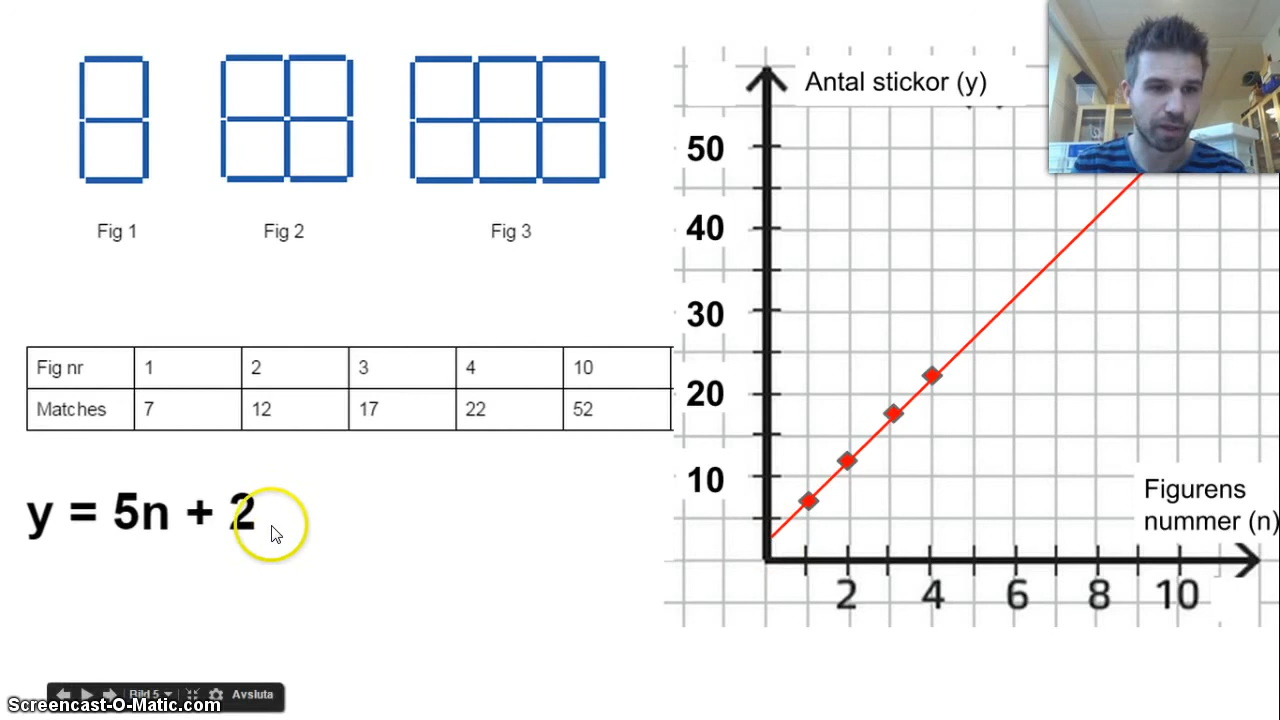 Fig 1
Fig 2
Fig 3
Fig nr 1 2 3 4 10
Matches 7 12 17 22 52
y = 5n + 2
Antal stickor (y)
50
40
30
20
10
Figurens
nummer (n)
2 4 6 8 10
Bild 5 Avsluta
Screencast-O-Matic.com